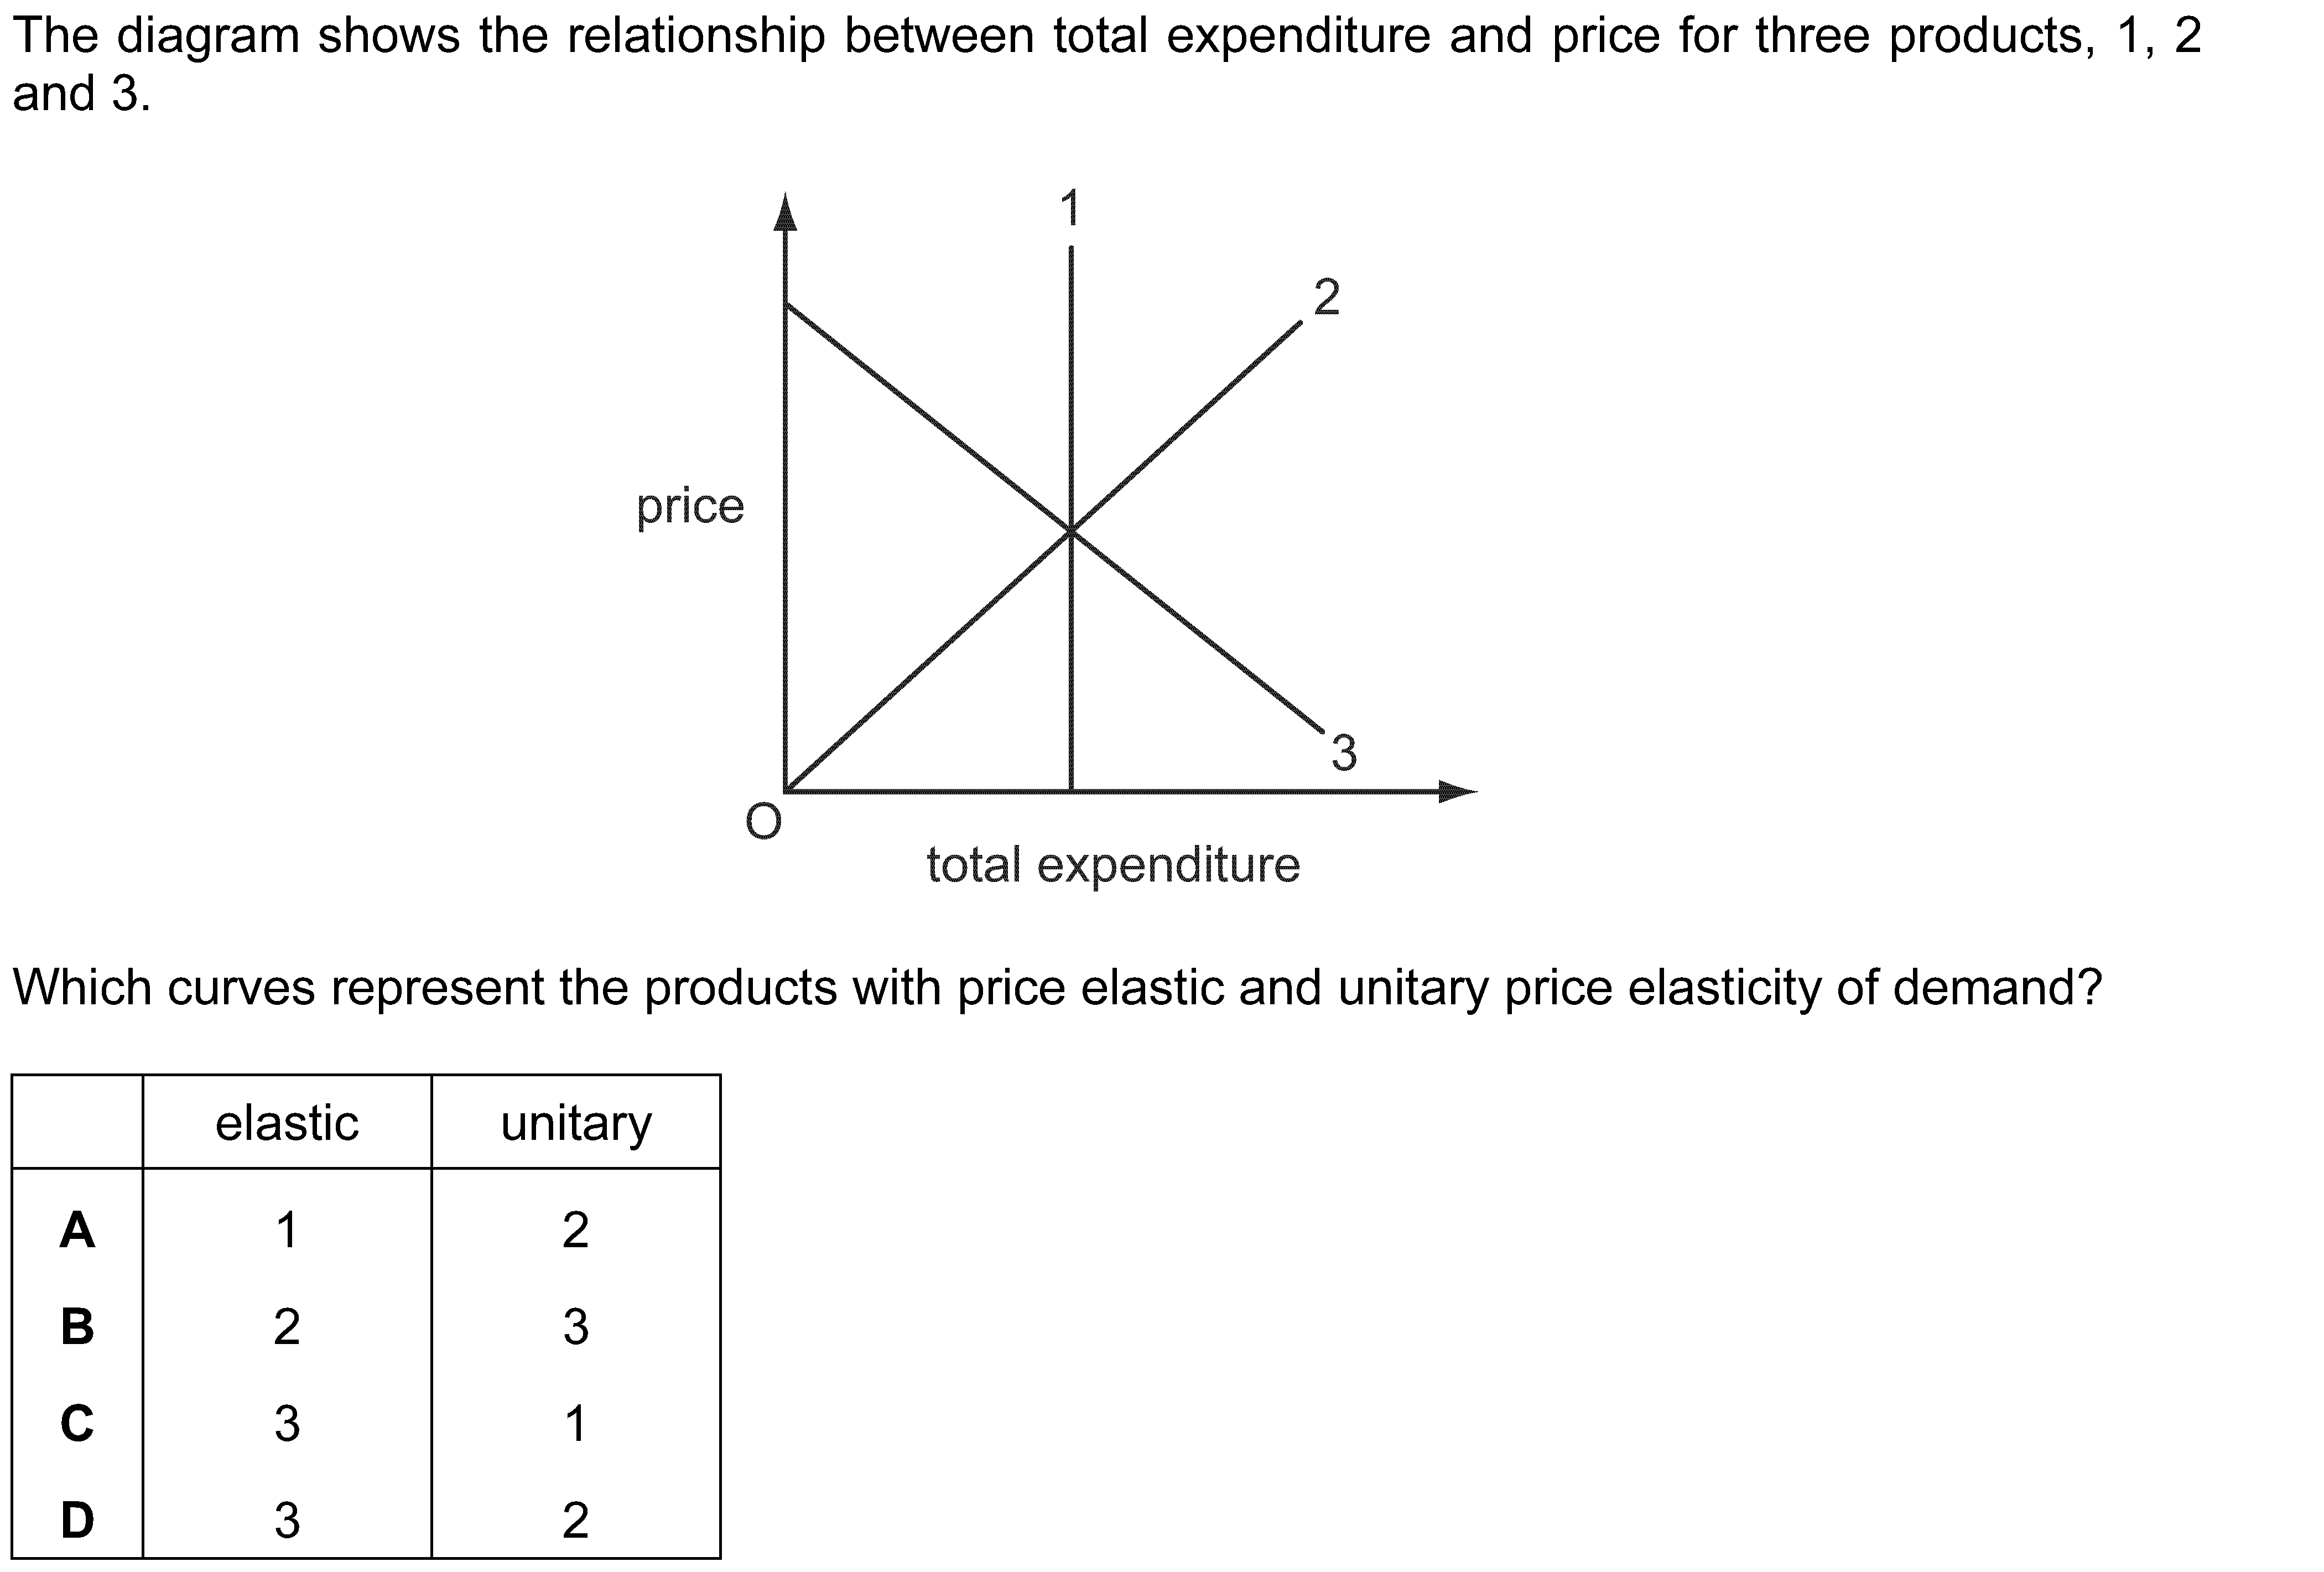 The diagram shows the relationship between total expenditure and price for three products, 1, 2
and 3.
1
2
price
3
O
total expenditure
Which curves represent the products with price elastic and unitary price elasticity of demand?
elastic unitary
A 1 2
B 2 3
C 3 1
D 3 2